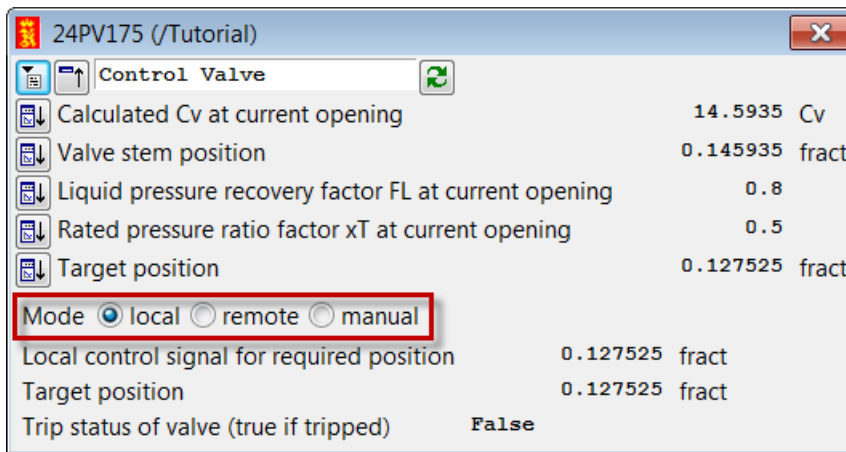 24PV175 (/Tutorial)
Control Valve
Calculated Cv at current opening 14.5935 Cv
Valve stem position 0.145935 fract
Liquid pressure recovery factor FL at current opening 0.8
Rated pressure ratio factor xT at current opening 0.5
Target position 0.127525 fract
Mode local remote manual
Local control signal for required position 0.127525 fract
Target position 0.127525 fract
Trip status of valve (true if tripped) False